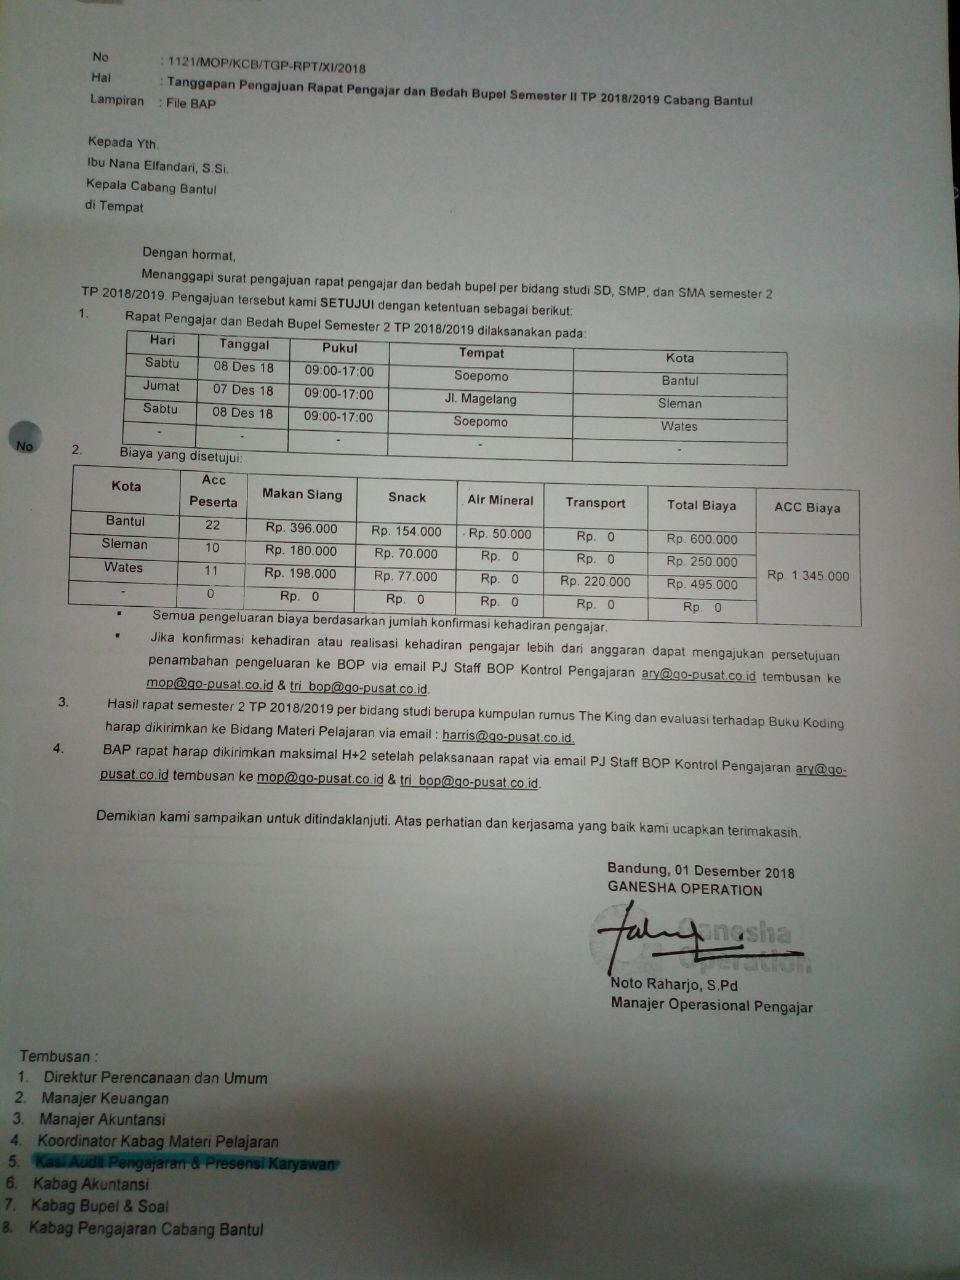 No : 1121/MOP/KCB/TGP-RPT/XI/2018
Hal : Tanggapan Pengajuan Rapat Pengajar dan Bedah Bupel Semester II TP 2018/2019 Cabang Bantul
Lampiran : File BAP
Kepada Yth.
Ibu Nana Elfandari, S.Si.
Kepala Cabang Bantul
di Tempat
Dengan hormat,
Menanggapi surat pengajuan rapat pengajar dan bedah bupel per bidang studi SD, SMP, dan SMA semester 2
TP 2018/2019. Pengajuan tersebut kami SETUJUI dengan ketentuan sebagai berikut:
1. Rapat Pengajar dan Bedah Bupel Semester 2 TP 2018/2019 dilaksanakan pada:
Hari Tanggal Pukul Tempat Kota
Sabtu 08 Des 18 09:00-17:00 Soepomo Bantul
Jumat 07 Des 18 09:00-17:00 Jl. Magelang Sleman
Sabtu 08 Des 18 09:00-17:00 Soepomo Wates
- - - - -
No
2. Biaya yang disetujui:
Kota Acc Peserta Makan Siang Snack Air Mineral Transport Total Biaya ACC Biaya
Bantul 22 Rp. 396.000 Rp. 154.000 Rp. 50.000 Rp. 0 Rp. 600.000
Sleman 10 Rp. 180.000 Rp. 70.000 Rp. 0 Rp. 0 Rp. 250.000
Wates 11 Rp. 198.000 Rp. 77.000 Rp. 0 Rp. 220.000 Rp. 495.000 Rp. 1.345.000
- 0 Rp. 0 Rp. 0 Rp. 0 Rp. 0 Rp. 0
▪ Semua pengeluaran biaya berdasarkan jumlah konfirmasi kehadiran pengajar.
▪ Jika konfirmasi kehadiran atau realisasi kehadiran pengajar lebih dari anggaran dapat mengajukan persetujuan
penambahan pengeluaran ke BOP via email PJ Staff BOP Kontrol Pengajaran ary@go-pusat.co.id tembusan ke
mop@go-pusat.co.id & tri_bop@go-pusat.co.id.
3. Hasil rapat semester 2 TP 2018/2019 per bidang studi berupa kumpulan rumus The King dan evaluasi terhadap Buku Koding
harap dikirimkan ke Bidang Materi Pelajaran via email : harris@go-pusat.co.id.
4. BAP rapat harap dikirimkan maksimal H+2 setelah pelaksanaan rapat via email PJ Staff BOP Kontrol Pengajaran ary@go-
pusat.co.id tembusan ke mop@go-pusat.co.id & tri_bop@go-pusat.co.id.
Demikian kami sampaikan untuk ditindaklanjuti. Atas perhatian dan kerjasama yang baik kami ucapkan terimakasih.
Bandung, 01 Desember 2018
GANESHA OPERATION
Ganesha
Operation
Noto Raharjo, S.Pd
Manajer Operasional Pengajar
Tembusan :
1. Direktur Perencanaan dan Umum
2. Manajer Keuangan
3. Manajer Akuntansi
4. Koordinator Kabag Materi Pelajaran
5. Kasi Audit Pengajaran & Presensi Karyawan
6. Kabag Akuntansi
7. Kabag Bupel & Soal
8. Kabag Pengajaran Cabang Bantul